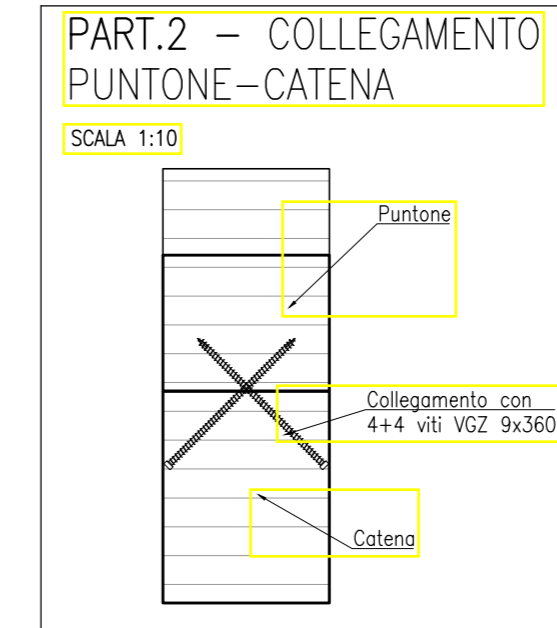 PART.2 – COLLEGAMENTO
PUNTONE–CATENA
SCALA 1:10
Puntone
Collegamento con
4+4 viti VGZ 9x360
Catena